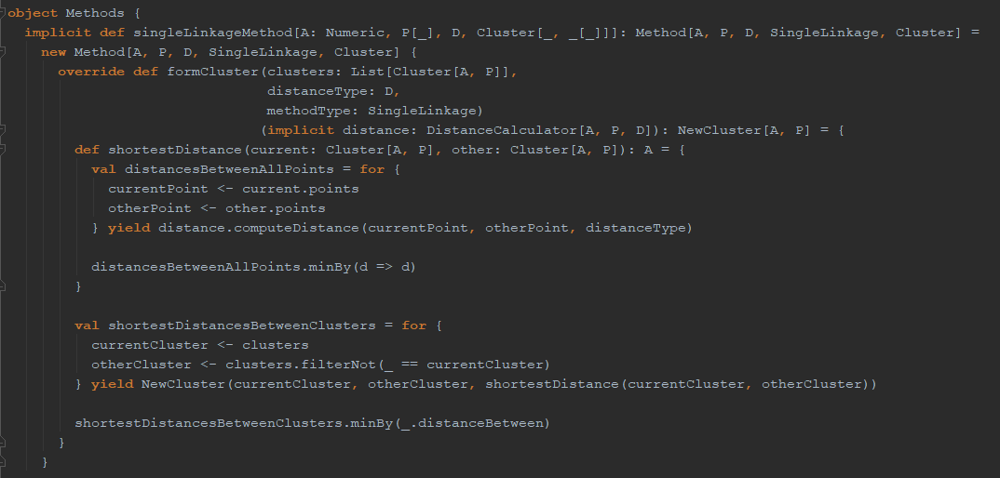 object Methods {
implicit def singleLinkageMethod[A: Numeric, P[_], D, Cluster[_, _[_]]]: Method[A, P, D, SingleLinkage, Cluster] =
new Method[A, P, D, SingleLinkage, Cluster] {
override def formCluster(clusters: List[Cluster[A, P]],
distanceType: D,
methodType: SingleLinkage)
(implicit distance: DistanceCalculator[A, P, D]): NewCluster[A, P] = {
def shortestDistance(current: Cluster[A, P], other: Cluster[A, P]): A = {
val distancesBetweenAllPoints = for {
currentPoint <- current.points
otherPoint <- other.points
} yield distance.computeDistance(currentPoint, otherPoint, distanceType)
distancesBetweenAllPoints.minBy(d => d)
}
val shortestDistancesBetweenClusters = for {
currentCluster <- clusters
otherCluster <- clusters.filterNot(_ == currentCluster)
} yield NewCluster(currentCluster, otherCluster, shortestDistance(currentCluster, otherCluster))
shortestDistancesBetweenClusters.minBy(_.distanceBetween)
}
}